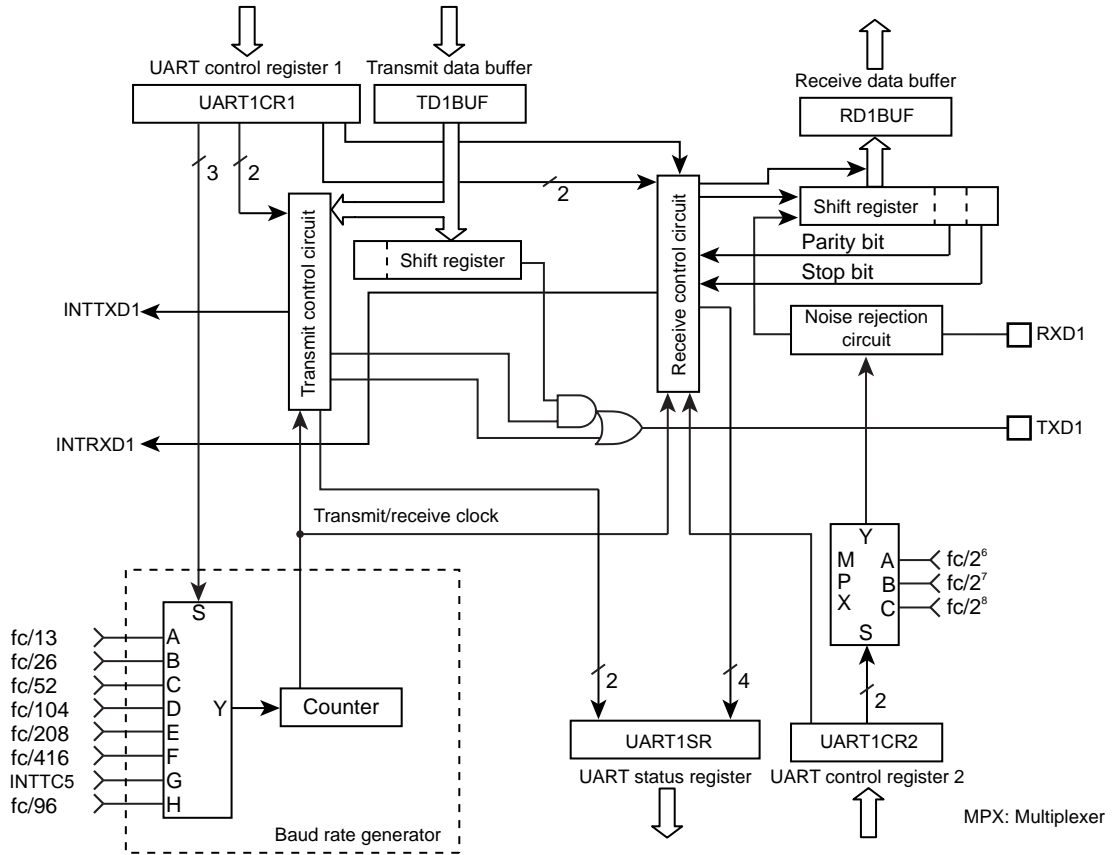 UART control register 1
Transmit data buffer
Receive data buffer
UART1CR1
TD1BUF
RD1BUF
3
2
2
Transmit control circuit
Shift register
Receive control circuit
Shift register
Parity bit
Stop bit
INTTXD1
Noise rejection
circuit
RXD1
INTRXD1
TXD1
Transmit/receive clock
Y
M
P
X
A
B
C
S
fc/2⁶
fc/2⁷
fc/2⁸
S
fc/13
A
fc/26
B
fc/52
C
fc/104
D
Y
Counter
fc/208
E
fc/416
F
INTTC5
G
fc/96
H
Baud rate generator
2
4
2
UART1SR
UART status register
UART1CR2
UART control register 2
MPX: Multiplexer